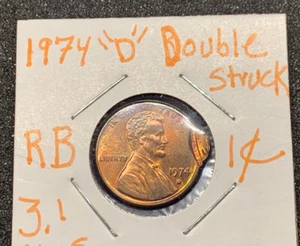 1974 "D" Double
Struck
RB
1¢
LIBERTY
1974
D
3.1